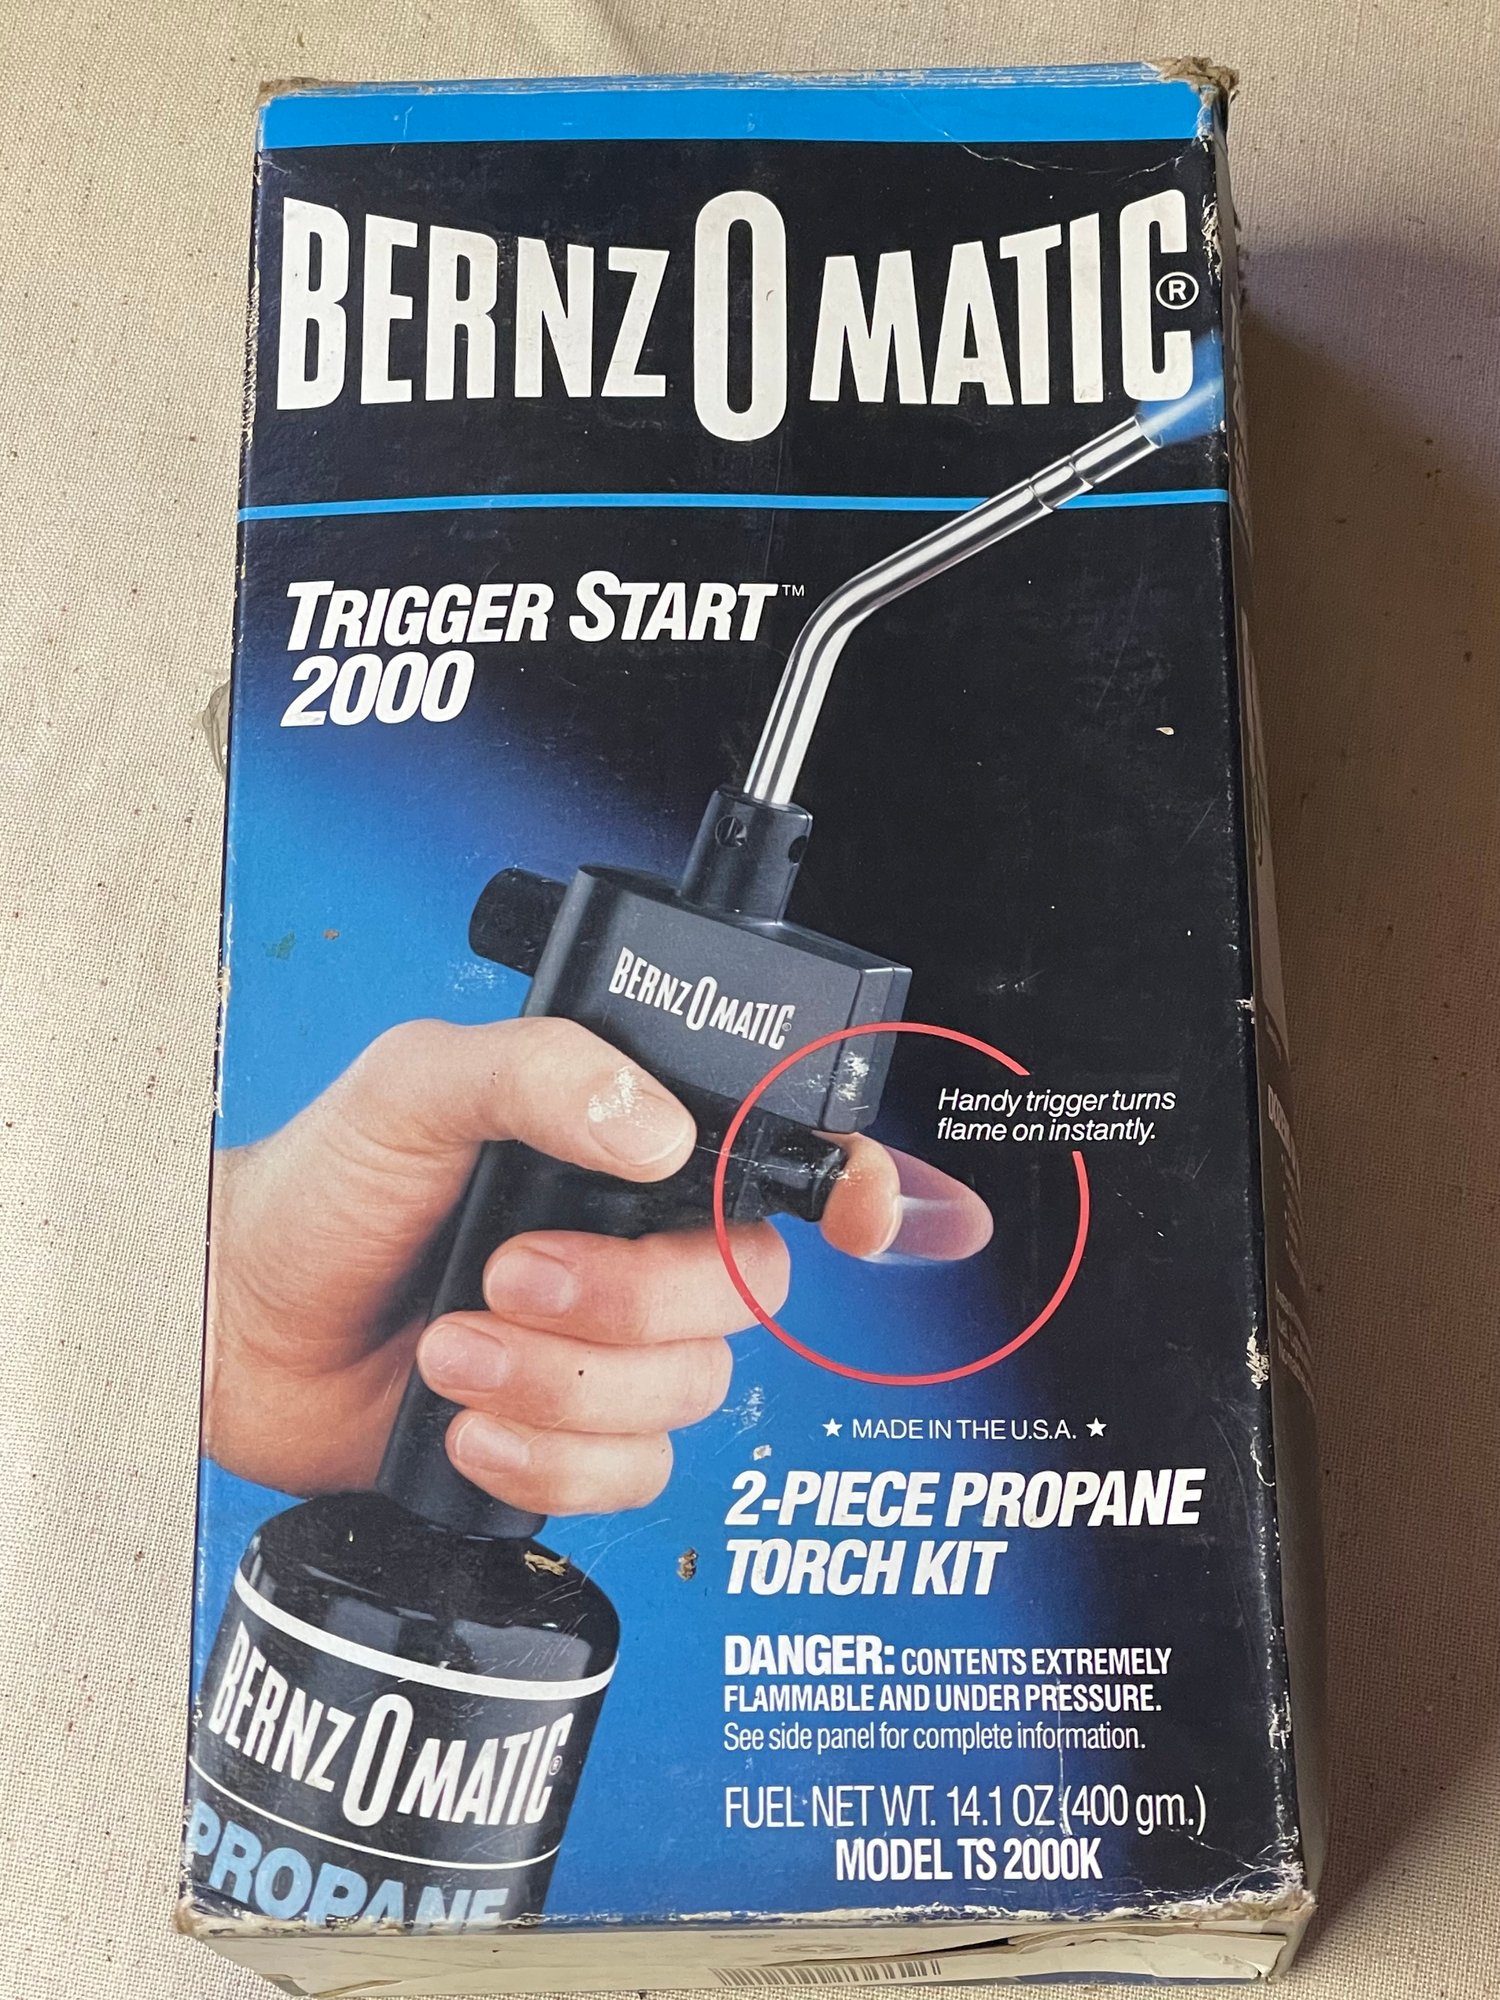 BERNZOMATIC®
TRIGGER START™
2000
BERNZOMATIC®
Handy trigger turns
flame on instantly.
★ MADE IN THE U.S.A. ★
2-PIECE PROPANE
TORCH KIT
DANGER: CONTENTS EXTREMELY
FLAMMABLE AND UNDER PRESSURE.
See side panel for complete information.
FUEL NET WT. 14.1 OZ (400 gm.)
MODEL TS 2000K
BERNZOMATIC®
PROPANE